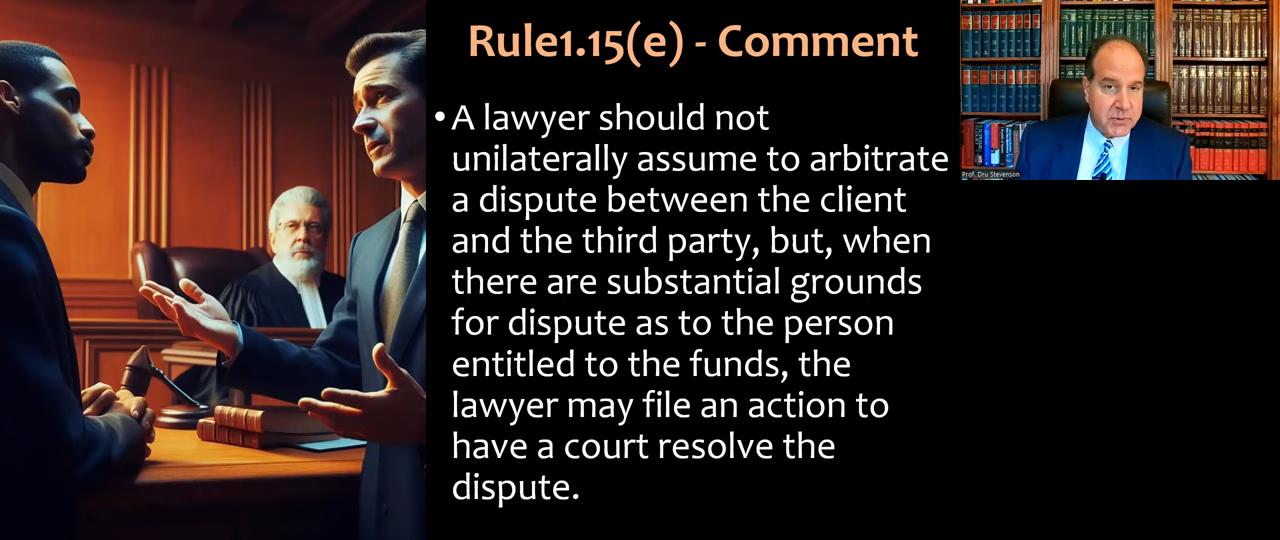 Rule1.15(e) - Comment
• A lawyer should not
unilaterally assume to arbitrate
a dispute between the client
and the third party, but, when
there are substantial grounds
for dispute as to the person
entitled to the funds, the
lawyer may file an action to
have a court resolve the
dispute.
Prof. Dru Stevenson